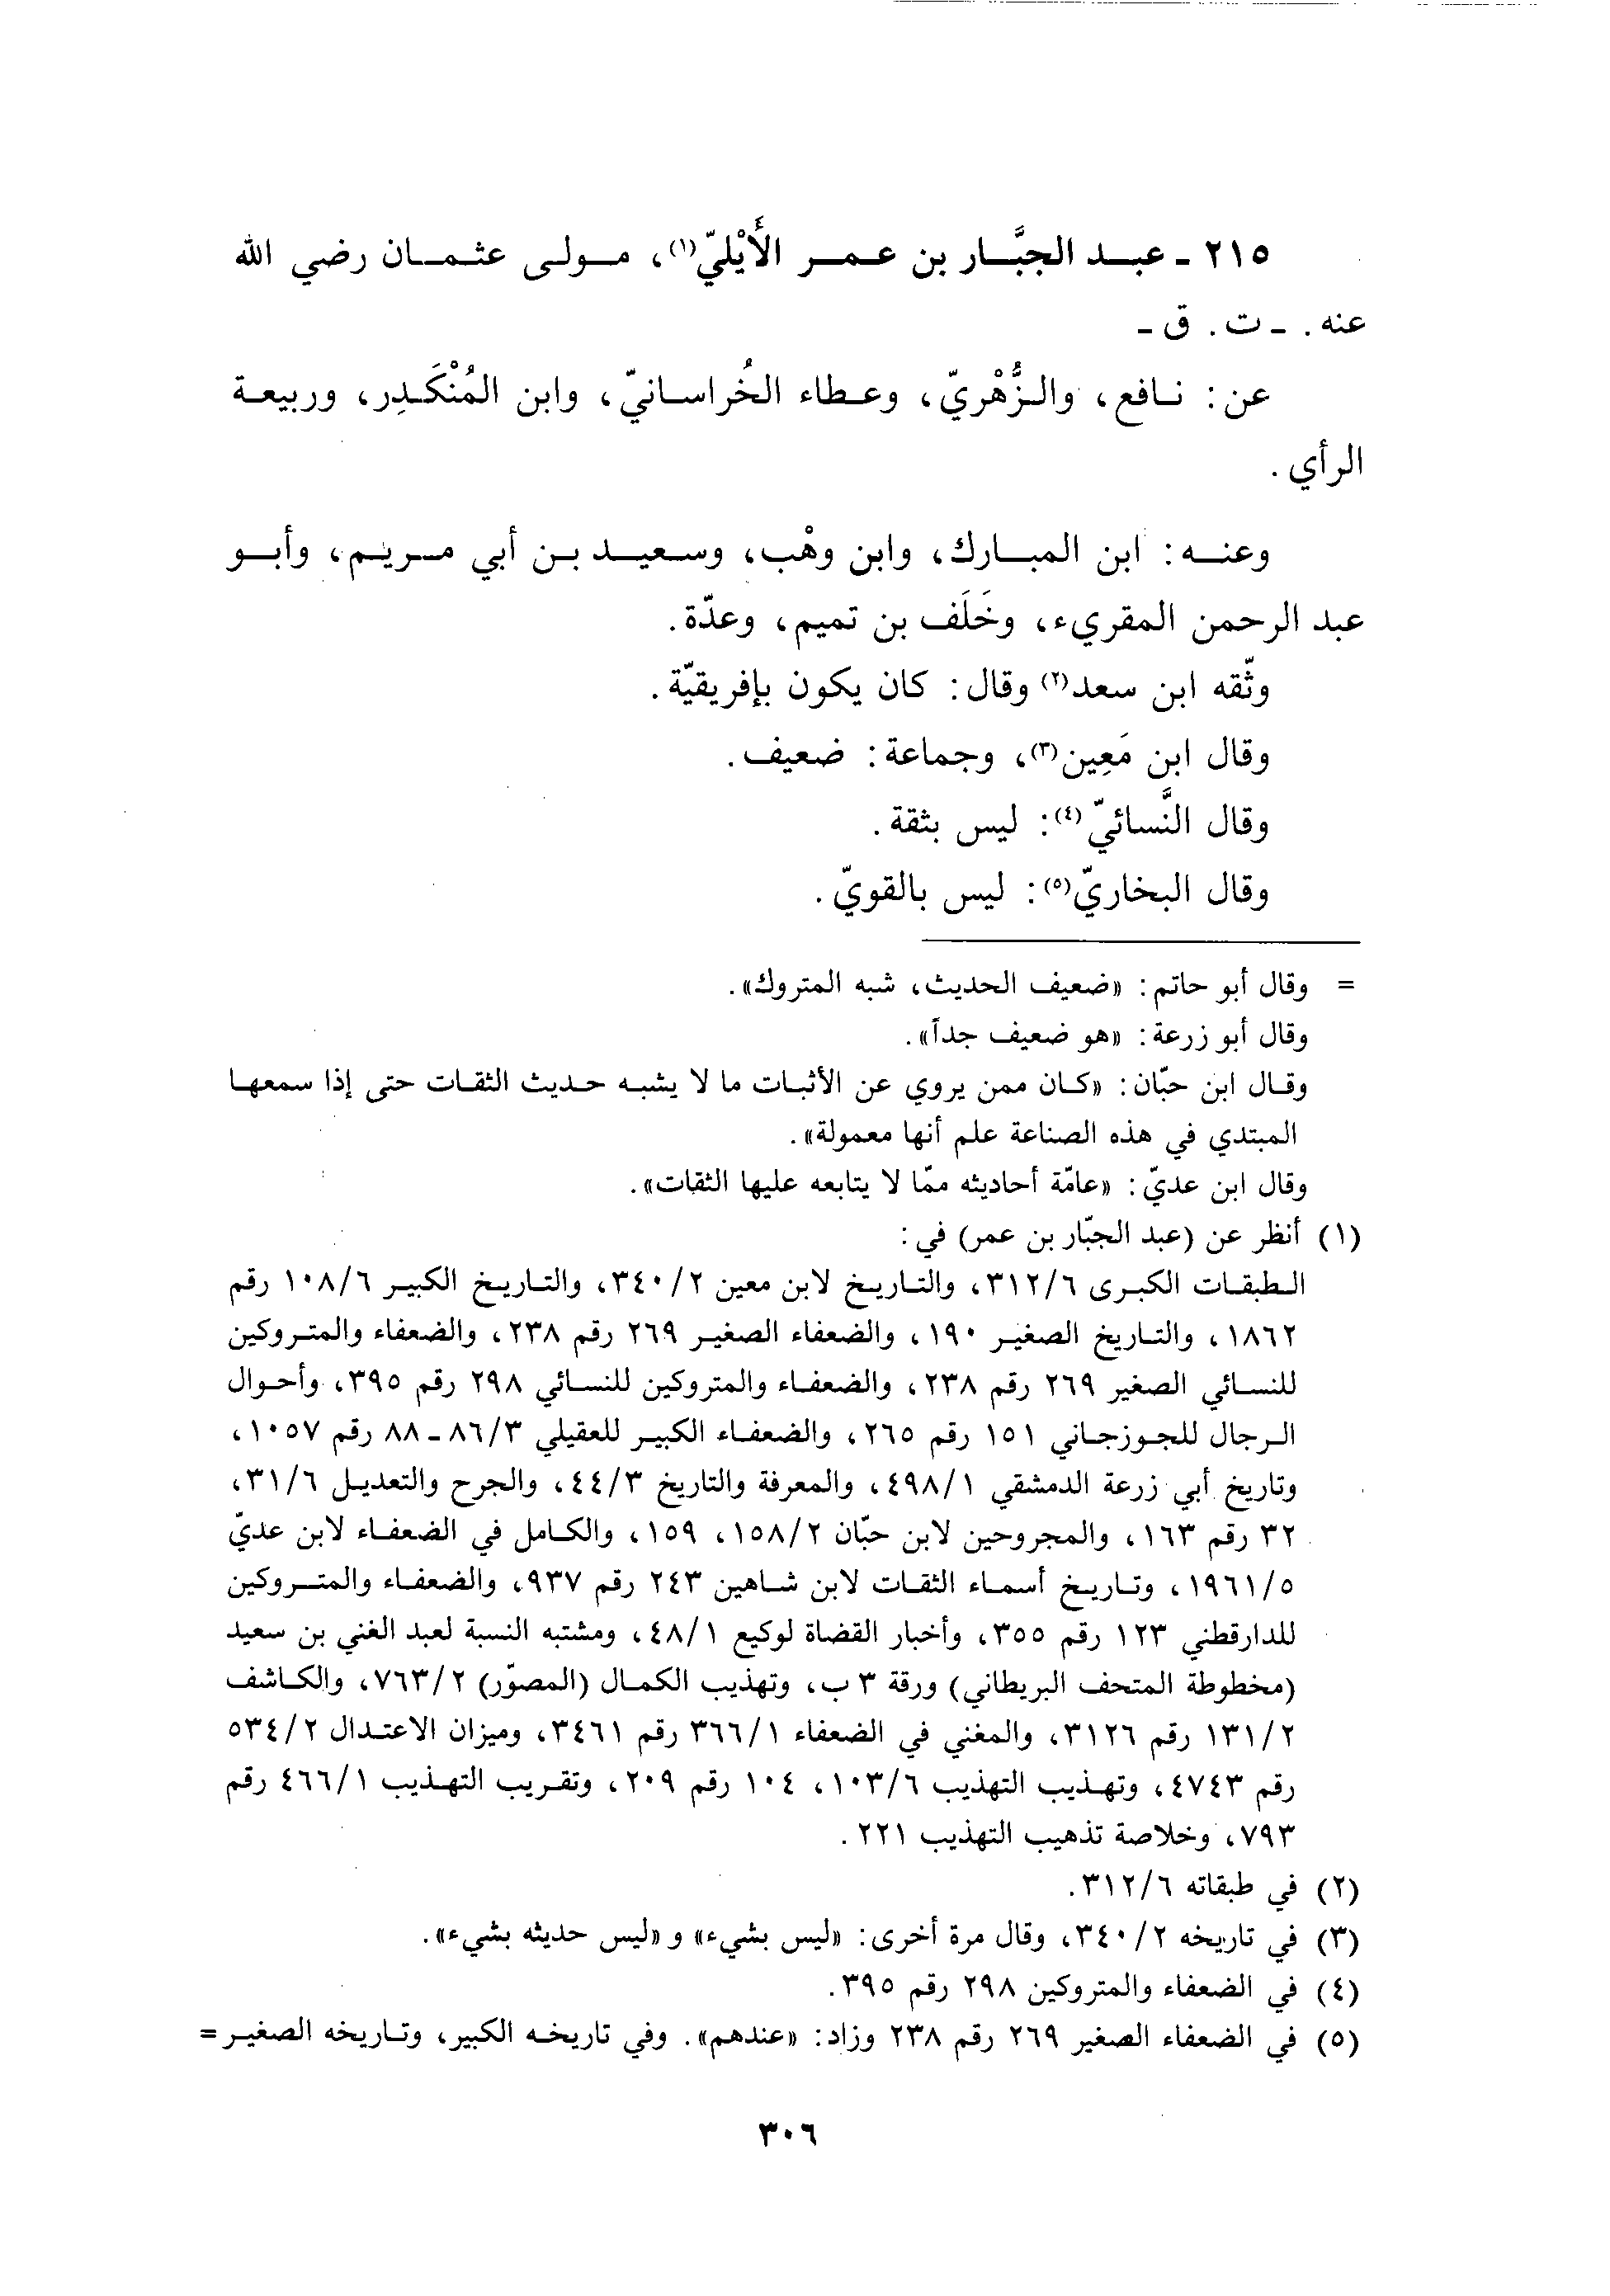 ٢١٥ ـ عبد الجبَّار بن عمر الأَيْليّ(١)، مولى عثمان رضي الله
عنه. ـ ت. ق ـ
عن: نافع، والزُّهْريّ، وعطاء الخُراسانيّ، وابن المُنْكَدِر، وربيعة
الرأي.
وعنه: ابن المبارك، وابن وهْب، وسعيد بن أبي مريم، وأبو
عبد الرحمن المقريء، وخَلَف بن تميم، وعدّة.
وثّقه ابن سعد(٢) وقال: كان يكون بإفريقيّة.
وقال ابن مَعِين(٣)، وجماعة: ضعيف.
وقال النَّسائيّ(٤): ليس بثقة.
وقال البخاريّ(٥): ليس بالقويّ.
= وقال أبو حاتم: «ضعيف الحديث، شبه المتروك».
وقال أبو زرعة: «هو ضعيف جداً».
وقال ابن حبّان: «كان ممن يروي عن الأثبات ما لا يشبه حديث الثقات حتى إذا سمعها
المبتدي في هذه الصناعة علم أنها معمولة».
وقال ابن عديّ: «عامّة أحاديثه ممّا لا يتابعه عليها الثقات».
(١) أنظر عن (عبد الجبّار بن عمر) في:
الطبقات الكبرى ٣١٢/٦، والتاريخ لابن معين ٣٤٠/٢، والتاريخ الكبير ١٠٨/٦ رقم
١٨٦٢، والتاريخ الصغير ١٩٠، والضعفاء الصغير ٢٦٩ رقم ٢٣٨، والضعفاء والمتروكين
للنسائي الصغير ٢٦٩ رقم ٢٣٨، والضعفاء والمتروكين للنسائي ٢٩٨ رقم ٣٩٥، وأحوال
الرجال للجوزجاني ١٥١ رقم ٢٦٥، والضعفاء الكبير للعقيلي ٨٦/٣ ـ ٨٨ رقم ١٠٥٧،
وتاريخ أبي زرعة الدمشقي ٤٩٨/١، والمعرفة والتاريخ ٤٤/٣، والجرح والتعديل ٣١/٦،
٣٢ رقم ١٦٣، والمجروحين لابن حبّان ١٥٨/٢، ١٥٩، والكامل في الضعفاء لابن عديّ
١٩٦١/٥، وتاريخ أسماء الثقات لابن شاهين ٢٤٣ رقم ٩٣٧، والضعفاء والمتروكين
للدارقطني ١٢٣ رقم ٣٥٥، وأخبار القضاة لوكيع ٤٨/١، ومشتبه النسبة لعبد الغني بن سعيد
(مخطوطة المتحف البريطاني) ورقة ٣ ب، وتهذيب الكمال (المصوّر) ٧٦٣/٢، والكاشف
١٣١/٢ رقم ٣١٢٦، والمغني في الضعفاء ٣٦٦/١ رقم ٣٤٦١، وميزان الاعتدال ٥٣٤/٢
رقم ٤٧٤٣، وتهذيب التهذيب ١٠٣/٦، ١٠٤ رقم ٢٠٩، وتقريب التهذيب ٤٦٦/١ رقم
٧٩٣، وخلاصة تذهيب التهذيب ٢٢١.
(٢) في طبقاته ٣١٢/٦.
(٣) في تاريخه ٣٤٠/٢، وقال مرة أخرى: «ليس بشيء» و «ليس حديثه بشيء».
(٤) في الضعفاء والمتروكين ٢٩٨ رقم ٣٩٥.
(٥) في الضعفاء الصغير ٢٦٩ رقم ٢٣٨ وزاد: «عندهم». وفي تاريخه الكبير، وتاريخه الصغير =
٣٠٦